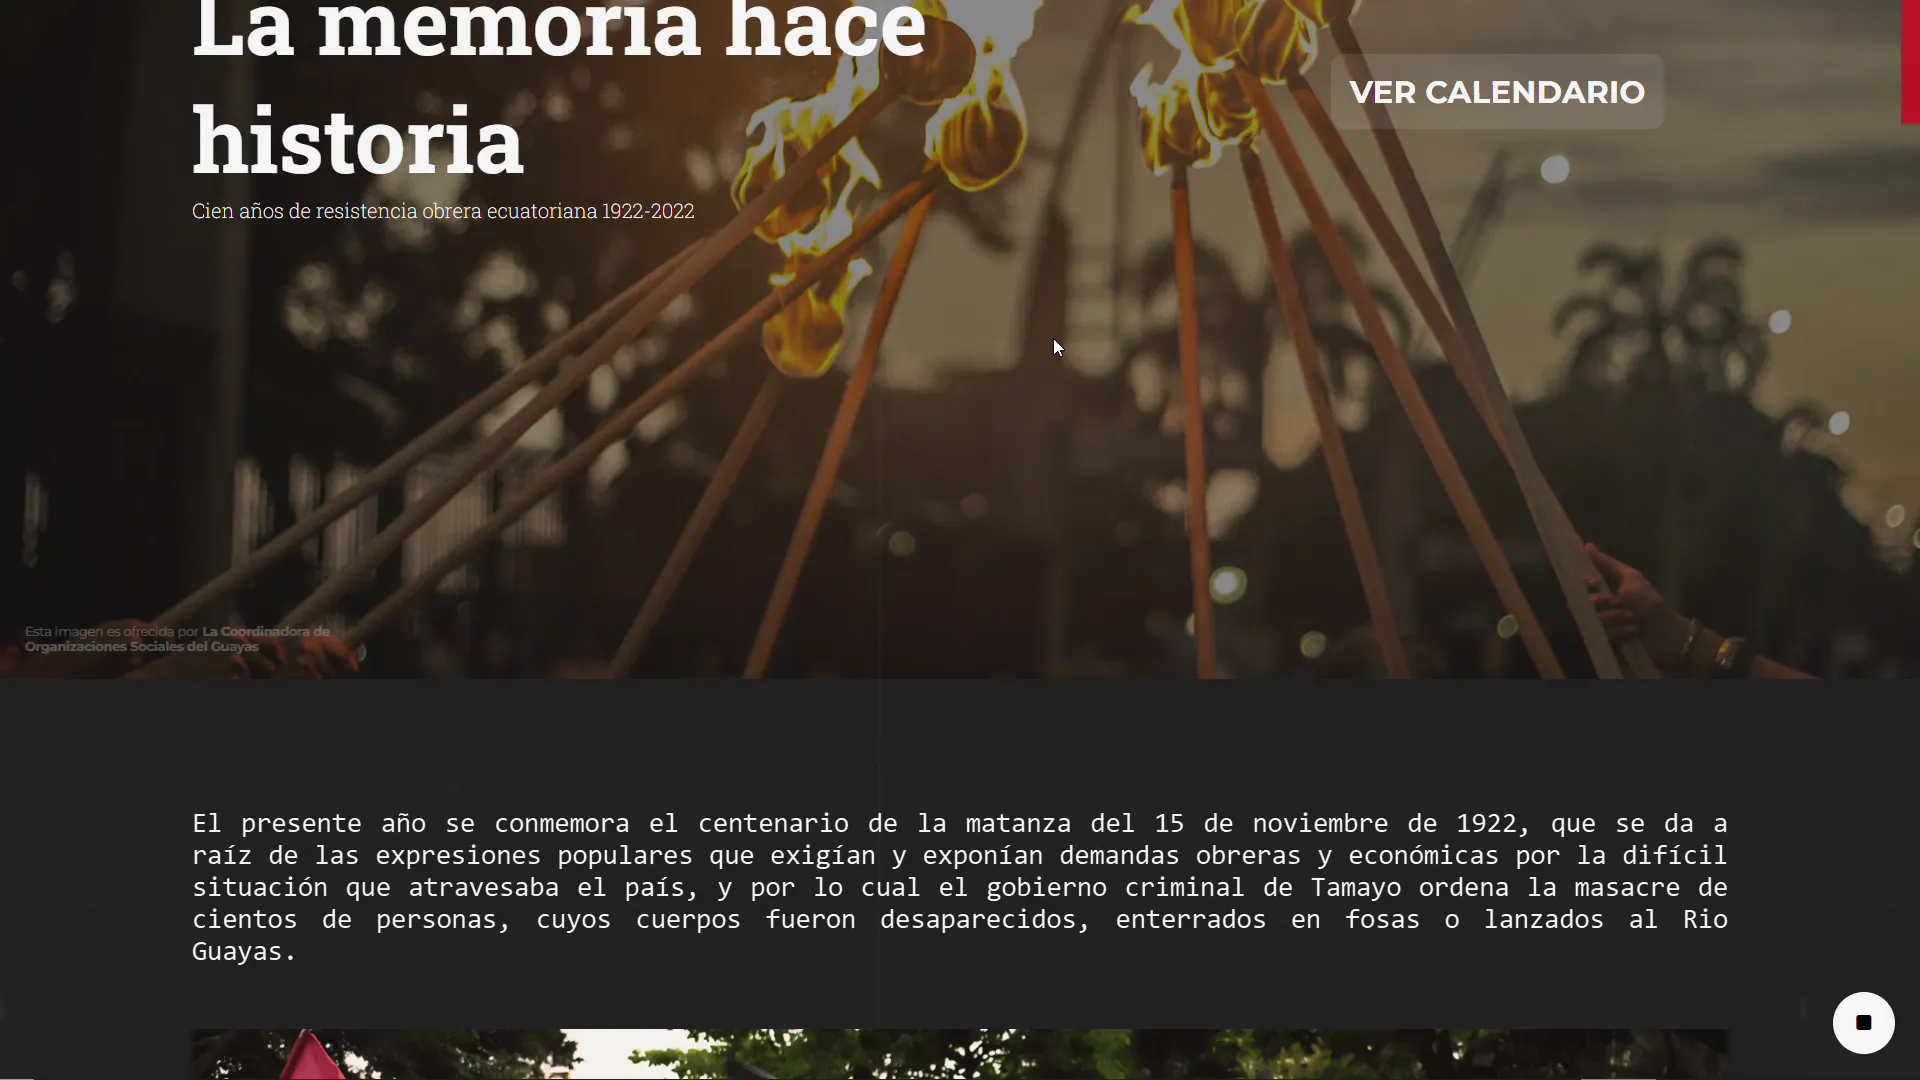 La memoria hace
historia
VER CALENDARIO
Cien años de resistencia obrera ecuatoriana 1922-2022
Esta imagen es ofrecida por La Coordinadora de
Organizaciones Sociales del Guayas
El presente año se conmemora el centenario de la matanza del 15 de noviembre de 1922, que se da a
raíz de las expresiones populares que exigían y exponían demandas obreras y económicas por la difícil
situación que atravesaba el país, y por lo cual el gobierno criminal de Tamayo ordena la masacre de
cientos de personas, cuyos cuerpos fueron desaparecidos, enterrados en fosas o lanzados al Rio
Guayas.